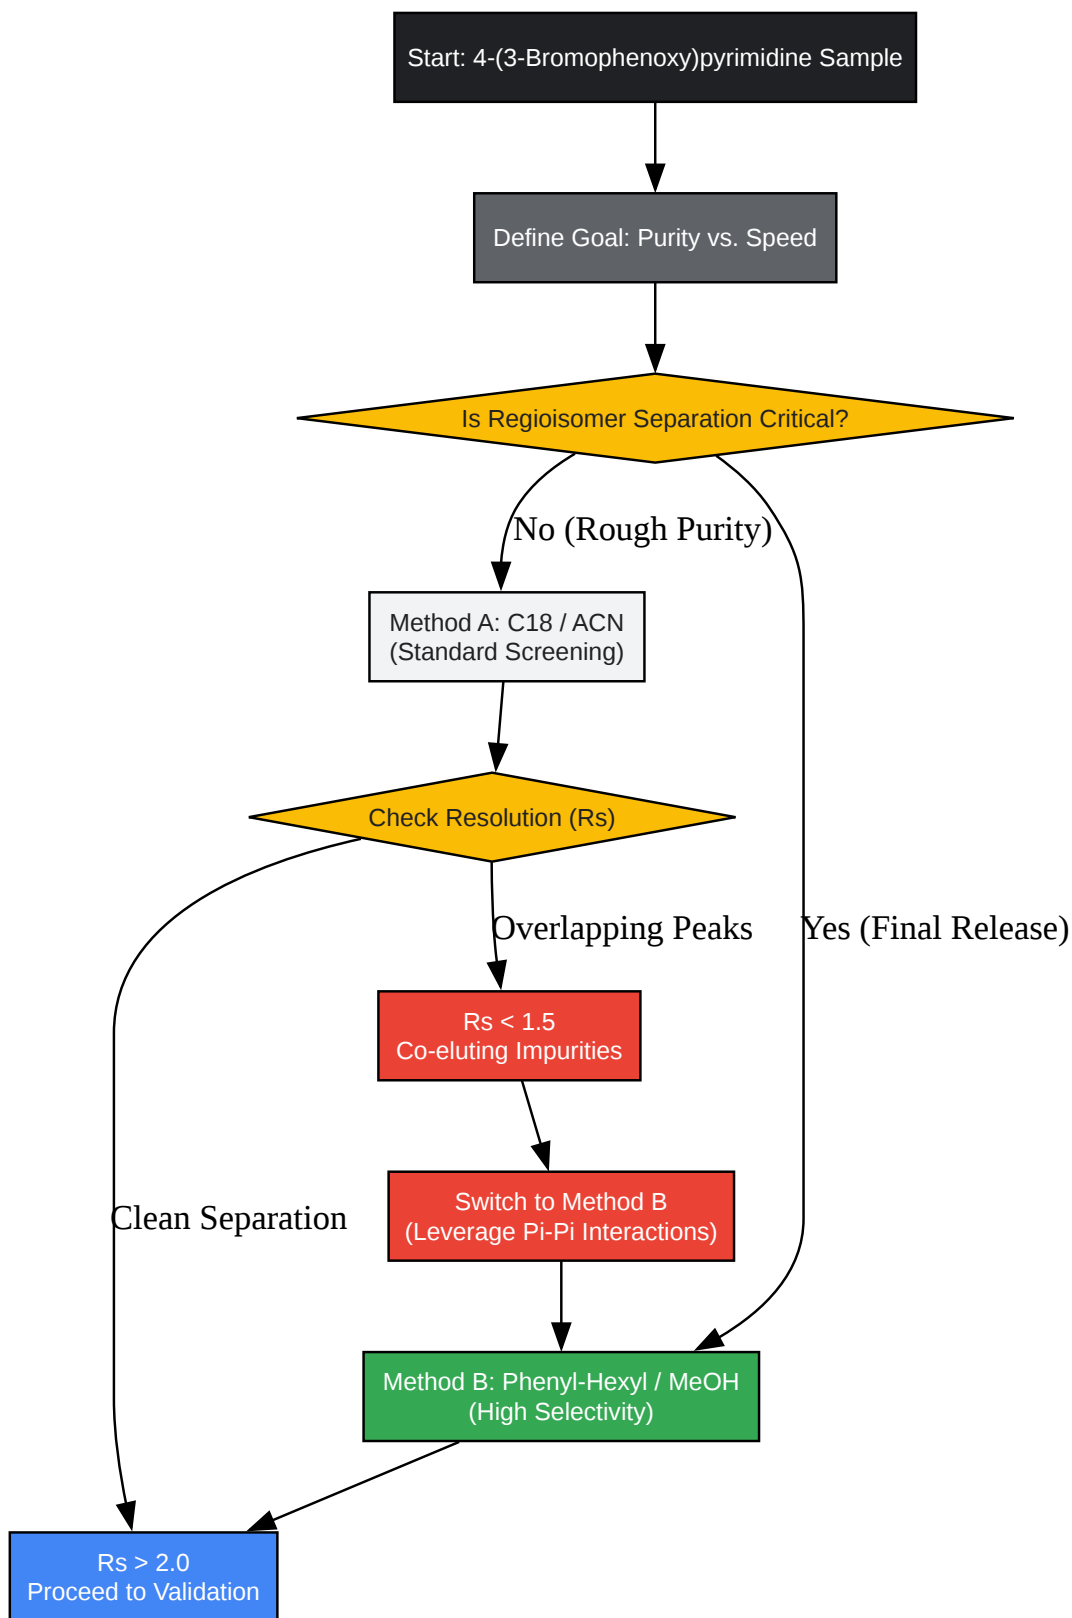 Start: 4-(3-Bromophenoxy)pyrimidine Sample
Define Goal: Purity vs. Speed
Is Regioisomer Separation Critical?
No (Rough Purity)
Method A: C18 / ACN
(Standard Screening)
Check Resolution (Rs)
Overlapping Peaks
Yes (Final Release)
Rs < 1.5
Co-eluting Impurities
Switch to Method B
(Leverage Pi-Pi Interactions)
Clean Separation
Method B: Phenyl-Hexyl / MeOH
(High Selectivity)
Rs > 2.0
Proceed to Validation